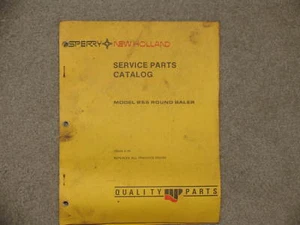 SPERRY NEW HOLLAND
SERVICE PARTS
CATALOG
MODEL 855 ROUND BALER
QUALITY PARTS